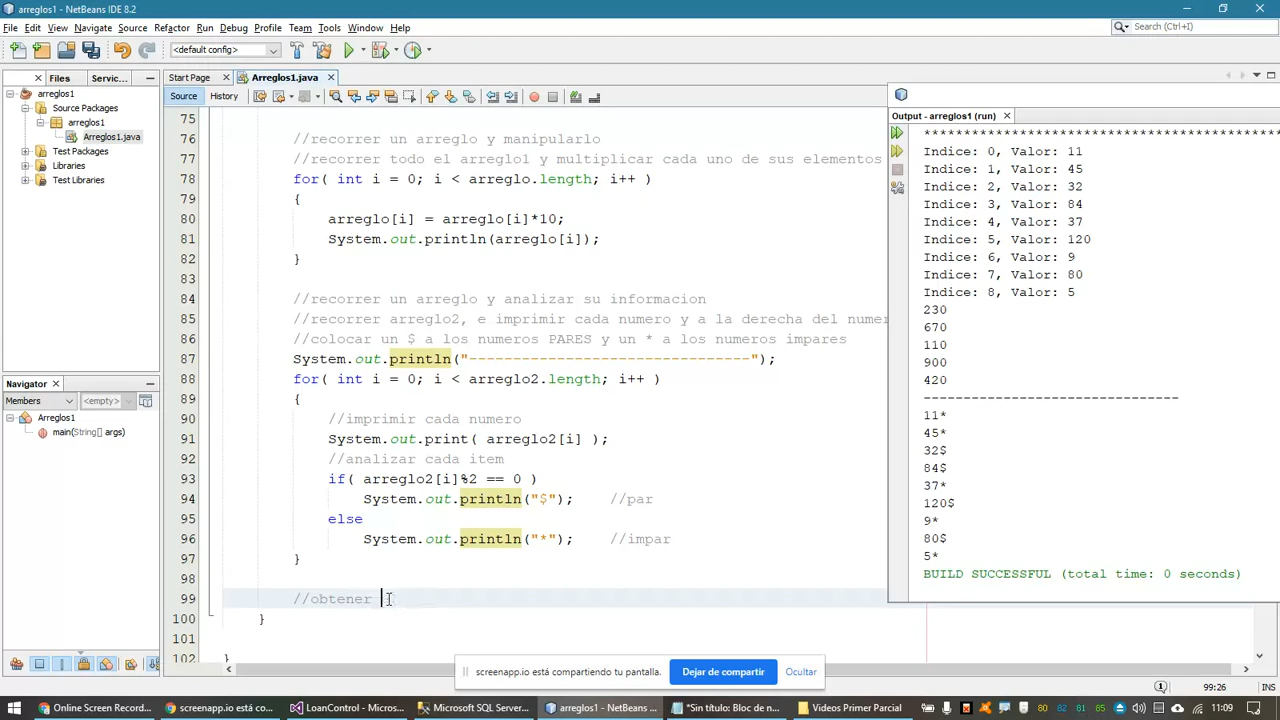 arreglos1 - NetBeans IDE 8.2
File Edit View Navigate Source Refactor Run Debug Profile Team Tools Window Help
Search (Ctrl+I)
<default config>
Files Servic...
Start Page Arreglos1.java
Source History
arreglos1
Source Packages
arreglos1
Arreglos1.java
Test Packages
Libraries
Test Libraries
Navigator
Members <empty>
Arreglos1
main(String[] args)
75
76 //recorrer un arreglo y manipularlo
77 //recorrer todo el arreglo1 y multiplicar cada uno de sus elementos
78 for( int i = 0; i < arreglo.length; i++ )
79 {
80 arreglo[i] = arreglo[i]*10;
81 System.out.println(arreglo[i]);
82 }
83
84 //recorrer un arreglo y analizar su informacion
85 //recorrer arreglo2, e imprimir cada numero y a la derecha del numer
86 //colocar un $ a los numeros PARES y un * a los numeros impares
87 System.out.println("--------------------------------");
88 for( int i = 0; i < arreglo2.length; i++ )
89 {
90 //imprimir cada numero
91 System.out.print( arreglo2[i] );
92 //analizar cada item
93 if( arreglo2[i]%2 == 0 )
94 System.out.println("$"); //par
95 else
96 System.out.println("*"); //impar
97 }
98
99 //obtener
100 }
101
102 }
Output - arreglos1 (run)
*********************************************
Indice: 0, Valor: 11
Indice: 1, Valor: 45
Indice: 2, Valor: 32
Indice: 3, Valor: 84
Indice: 4, Valor: 37
Indice: 5, Valor: 120
Indice: 6, Valor: 9
Indice: 7, Valor: 80
Indice: 8, Valor: 5
230
670
110
900
420
--------------------------------
11*
45*
32$
84$
37*
120$
9*
80$
5*
BUILD SUCCESSFUL (total time: 0 seconds)
screenapp.io está compartiendo tu pantalla. Dejar de compartir Ocultar
1 99:26 INS
Online Screen Record... screenapp.io está co... LoanControl - Micros... Microsoft SQL Server... arreglos1 - NetBeans ... *Sin título: Bloc de n... Videos Primer Parcial 80 82 81 81 11:09